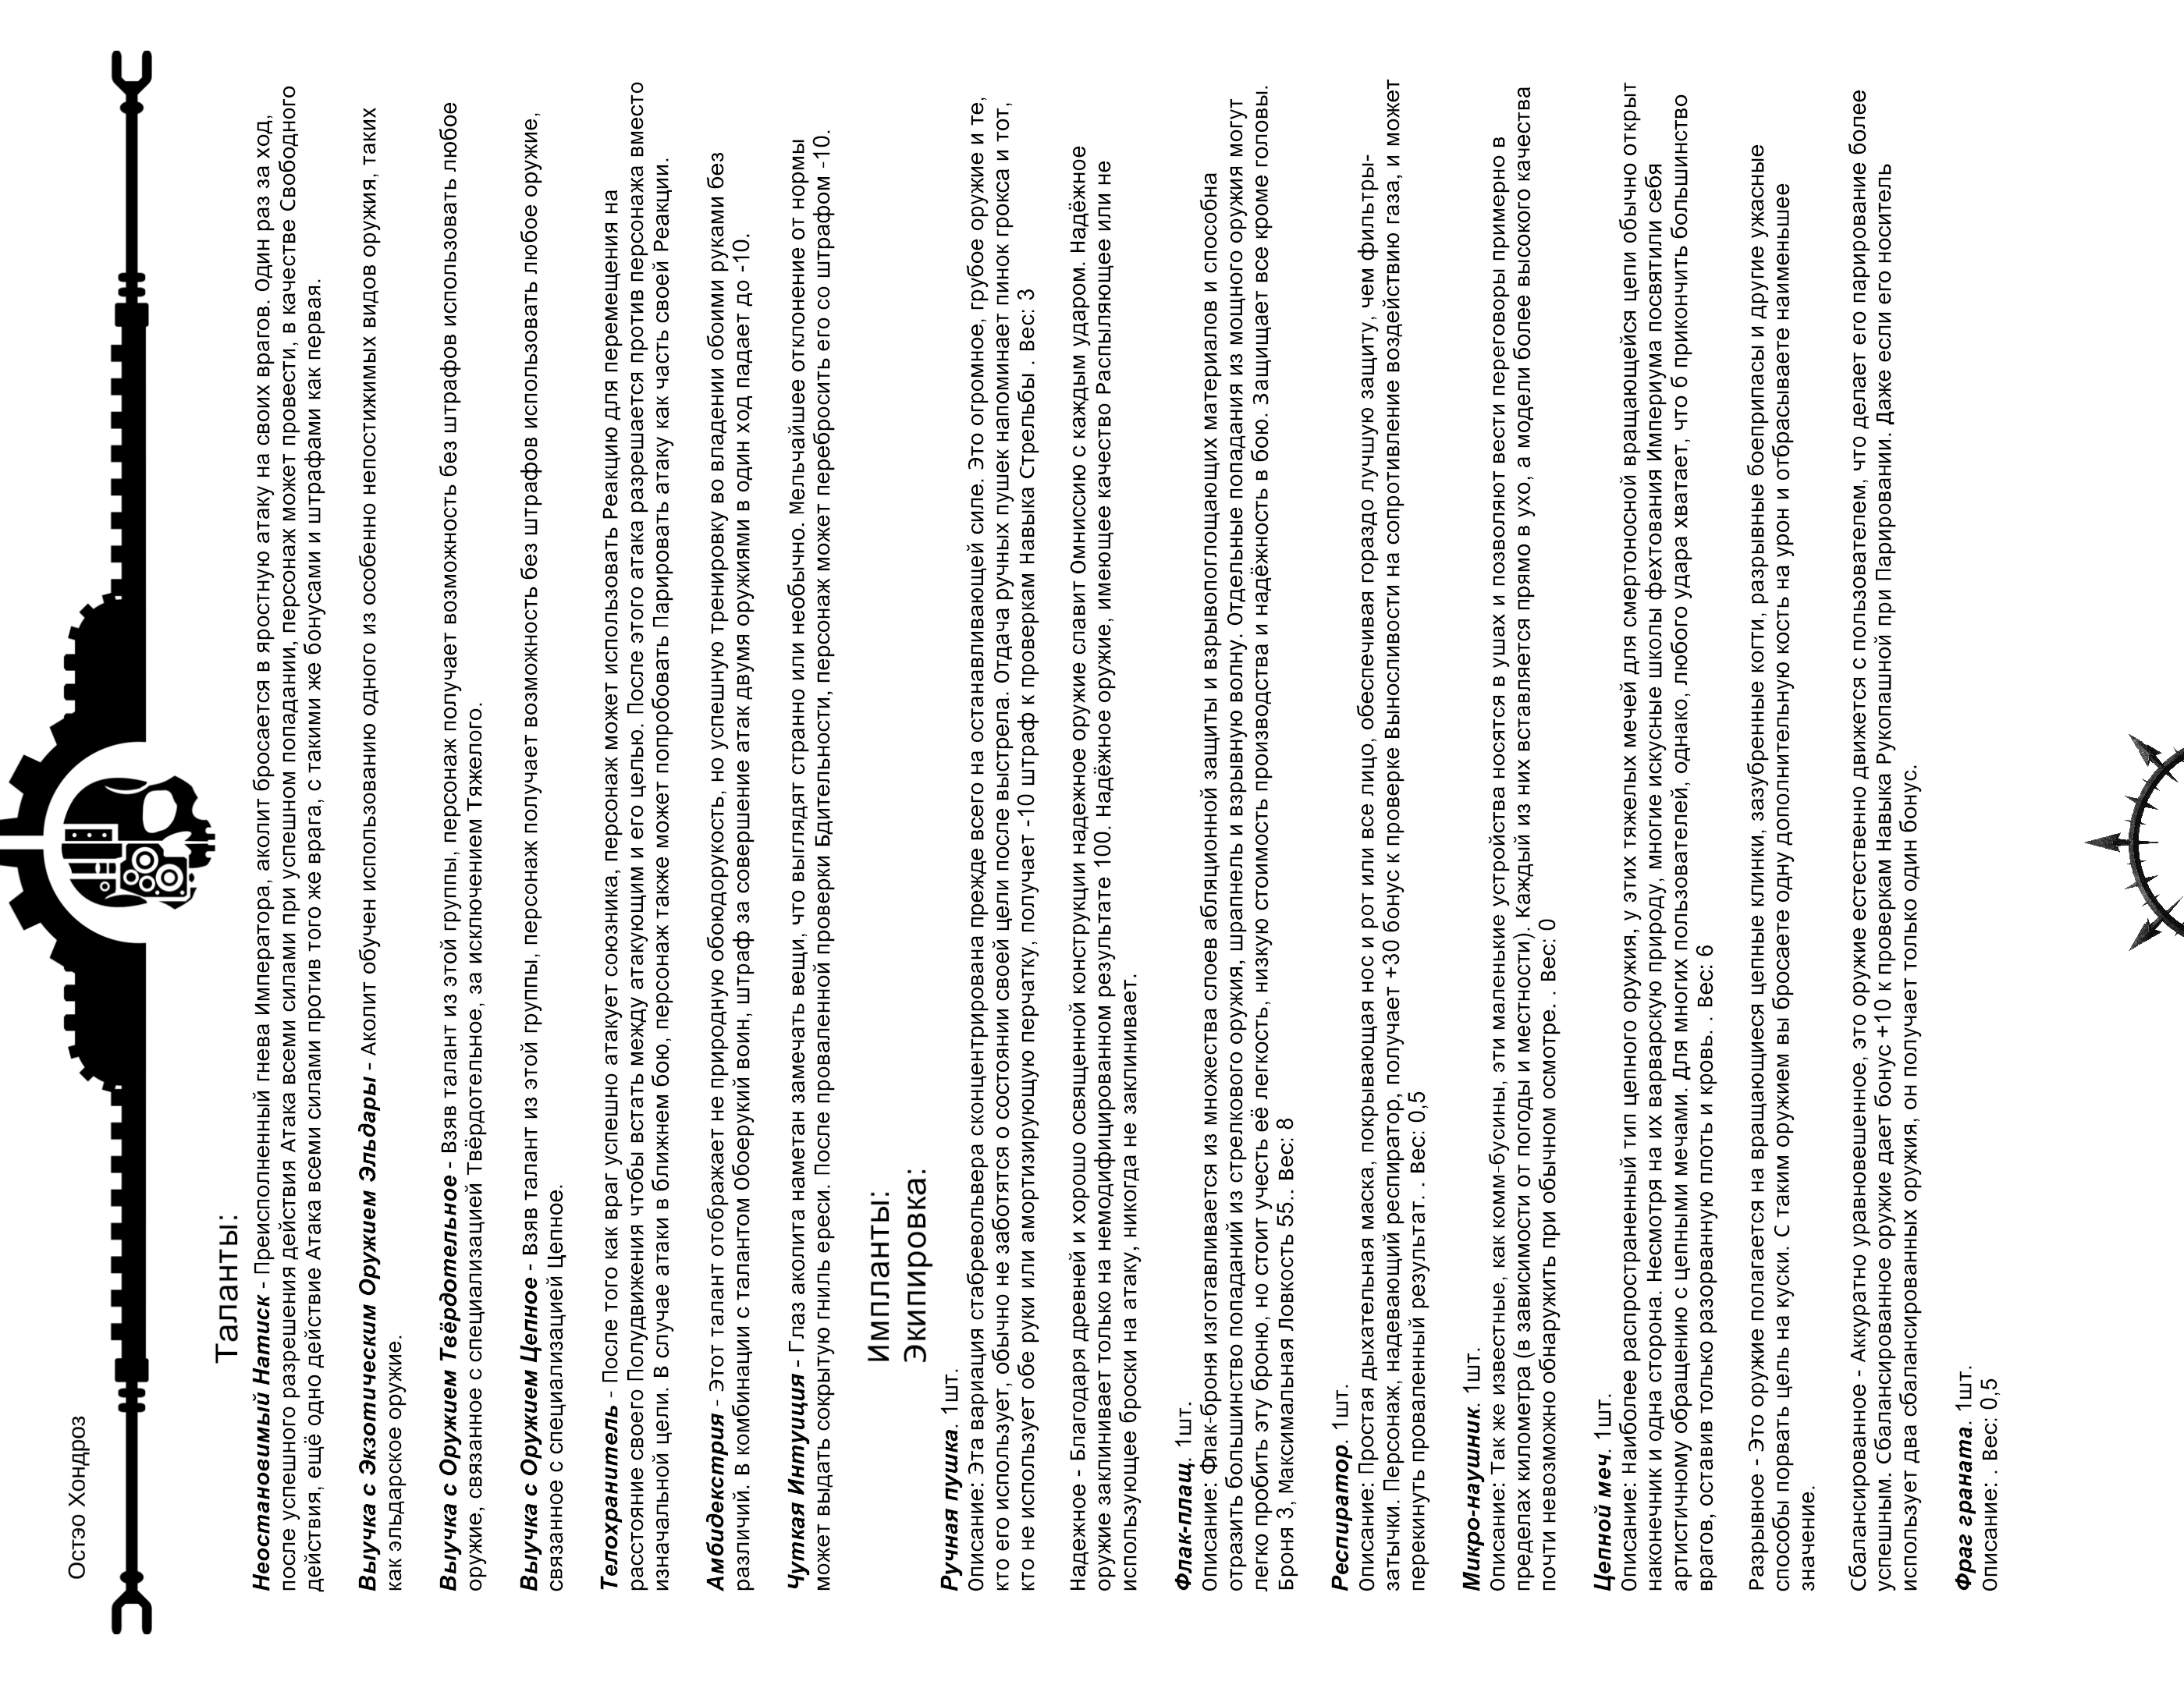 Остэо Хондроз
Таланты:
Неостановимый Натиск - Преисполненный гнева Императора, аколит бросается в яростную атаку на своих врагов. Один раз за ход,
после успешного разрешения действия Атака всеми силами при успешном попадании, персонаж может провести, в качестве Свободного
действия, ещё одно действие Атака всеми силами против того же врага, с такими же бонусами и штрафами как первая.
Выучка с Экзотическим Оружием Эльдары - Аколит обучен использованию одного из особенно непостижимых видов оружия, таких
как эльдарское оружие.
Выучка с Оружием Твёрдотельное - Взяв талант из этой группы, персонаж получает возможность без штрафов использовать любое
оружие, связанное с специализацией Твёрдотельное, за исключением Тяжелого.
Выучка с Оружием Цепное - Взяв талант из этой группы, персонаж получает возможность без штрафов использовать любое оружие,
связанное с специализацией Цепное.
Телохранитель - После того как враг успешно атакует союзника, персонаж может использовать Реакцию для перемещения на
расстояние своего Полудвижения чтобы встать между атакующим и его целью. После этого атака разрешается против персонажа вместо
изначальной цели. В случае атаки в ближнем бою, персонаж также может попробовать Парировать атаку как часть своей Реакции.
Амбидекстрия - Этот талант отображает не природную обоюдорукость, но успешную тренировку во владении обоими руками без
различий. В комбинации с талантом Обоерукий воин, штраф за совершение атак двумя оружиями в один ход падает до -10.
Чуткая Интуиция - Глаз аколита наметан замечать вещи, что выглядят странно или необычно. Мельчайшее отклонение от нормы
может выдать сокрытую гниль ереси. После проваленной проверки Бдительности, персонаж может перебросить его со штрафом -10.
Импланты:
Экипировка:
Ручная пушка. 1шт.
Описание: Эта вариация стабревольвера сконцентрирована прежде всего на останавливающей силе. Это огромное, грубое оружие и те,
кто его использует, обычно не заботятся о состоянии своей цели после выстрела. Отдача ручных пушек напоминает пинок грокса и тот,
кто не использует обе руки или амортизирующую перчатку, получает -10 штраф к проверкам навыка Стрельбы . Вес: 3
Надежное - Благодаря древней и хорошо освященной конструкции надежное оружие славит Омниссию с каждым ударом. Надёжное
оружие заклинивает только на немодифицированном результате 100. Надёжное оружие, имеющее качество Распыляющее или не
использующее броски на атаку, никогда не заклинивает.
Флак-плащ. 1шт.
Описание: Флак-броня изготавливается из множества слоев абляционной защиты и взрывопоглощающих материалов и способна
отразить большинство попаданий из стрелкового оружия, шрапнель и взрывную волну. Отдельные попадания из мощного оружия могут
легко пробить эту броню, но стоит учесть её легкость, низкую стоимость производства и надёжность в бою. Защищает все кроме головы.
Броня 3, Максимальная Ловкость 55.. Вес: 8
Респиратор. 1шт.
Описание: Простая дыхательная маска, покрывающая нос и рот или все лицо, обеспечивая гораздо лучшую защиту, чем фильтры-
затычки. Персонаж, надевающий респиратор, получает +30 бонус к проверке Выносливости на сопротивление воздействию газа, и может
перекинуть проваленный результат. . Вес: 0,5
Микро-наушник. 1шт.
Описание: Так же известные, как комм-бусины, эти маленькие устройства носятся в ушах и позволяют вести переговоры примерно в
пределах километра (в зависимости от погоды и местности). Каждый из них вставляется прямо в ухо, а модели более высокого качества
почти невозможно обнаружить при обычном осмотре. . Вес: 0
Цепной меч. 1шт.
Описание: Наиболее распространенный тип цепного оружия, у этих тяжелых мечей для смертоносной вращающейся цепи обычно открыт
наконечник и одна сторона. Несмотря на их варварскую природу, многие искусные школы фехтования Империума посвятили себя
артистичному обращению с цепными мечами. Для многих пользователей, однако, любого удара хватает, что б прикончить большинство
врагов, оставив только разорванную плоть и кровь. . Вес: 6
Разрывное - Это оружие полагается на вращающиеся цепные клинки, зазубренные когти, разрывные боеприпасы и другие ужасные
способы порвать цель на куски. С таким оружием вы бросаете одну дополнительную кость на урон и отбрасываете наименьшее
значение.
Сбалансированное - Аккуратно уравновешенное, это оружие естественно движется с пользователем, что делает его парирование более
успешным. Сбалансированное оружие дает бонус +10 к проверкам навыка Рукопашной при Парировании. Даже если его носитель
использует два сбалансированных оружия, он получает только один бонус.
Фраг граната. 1шт.
Описание: . Вес: 0,5